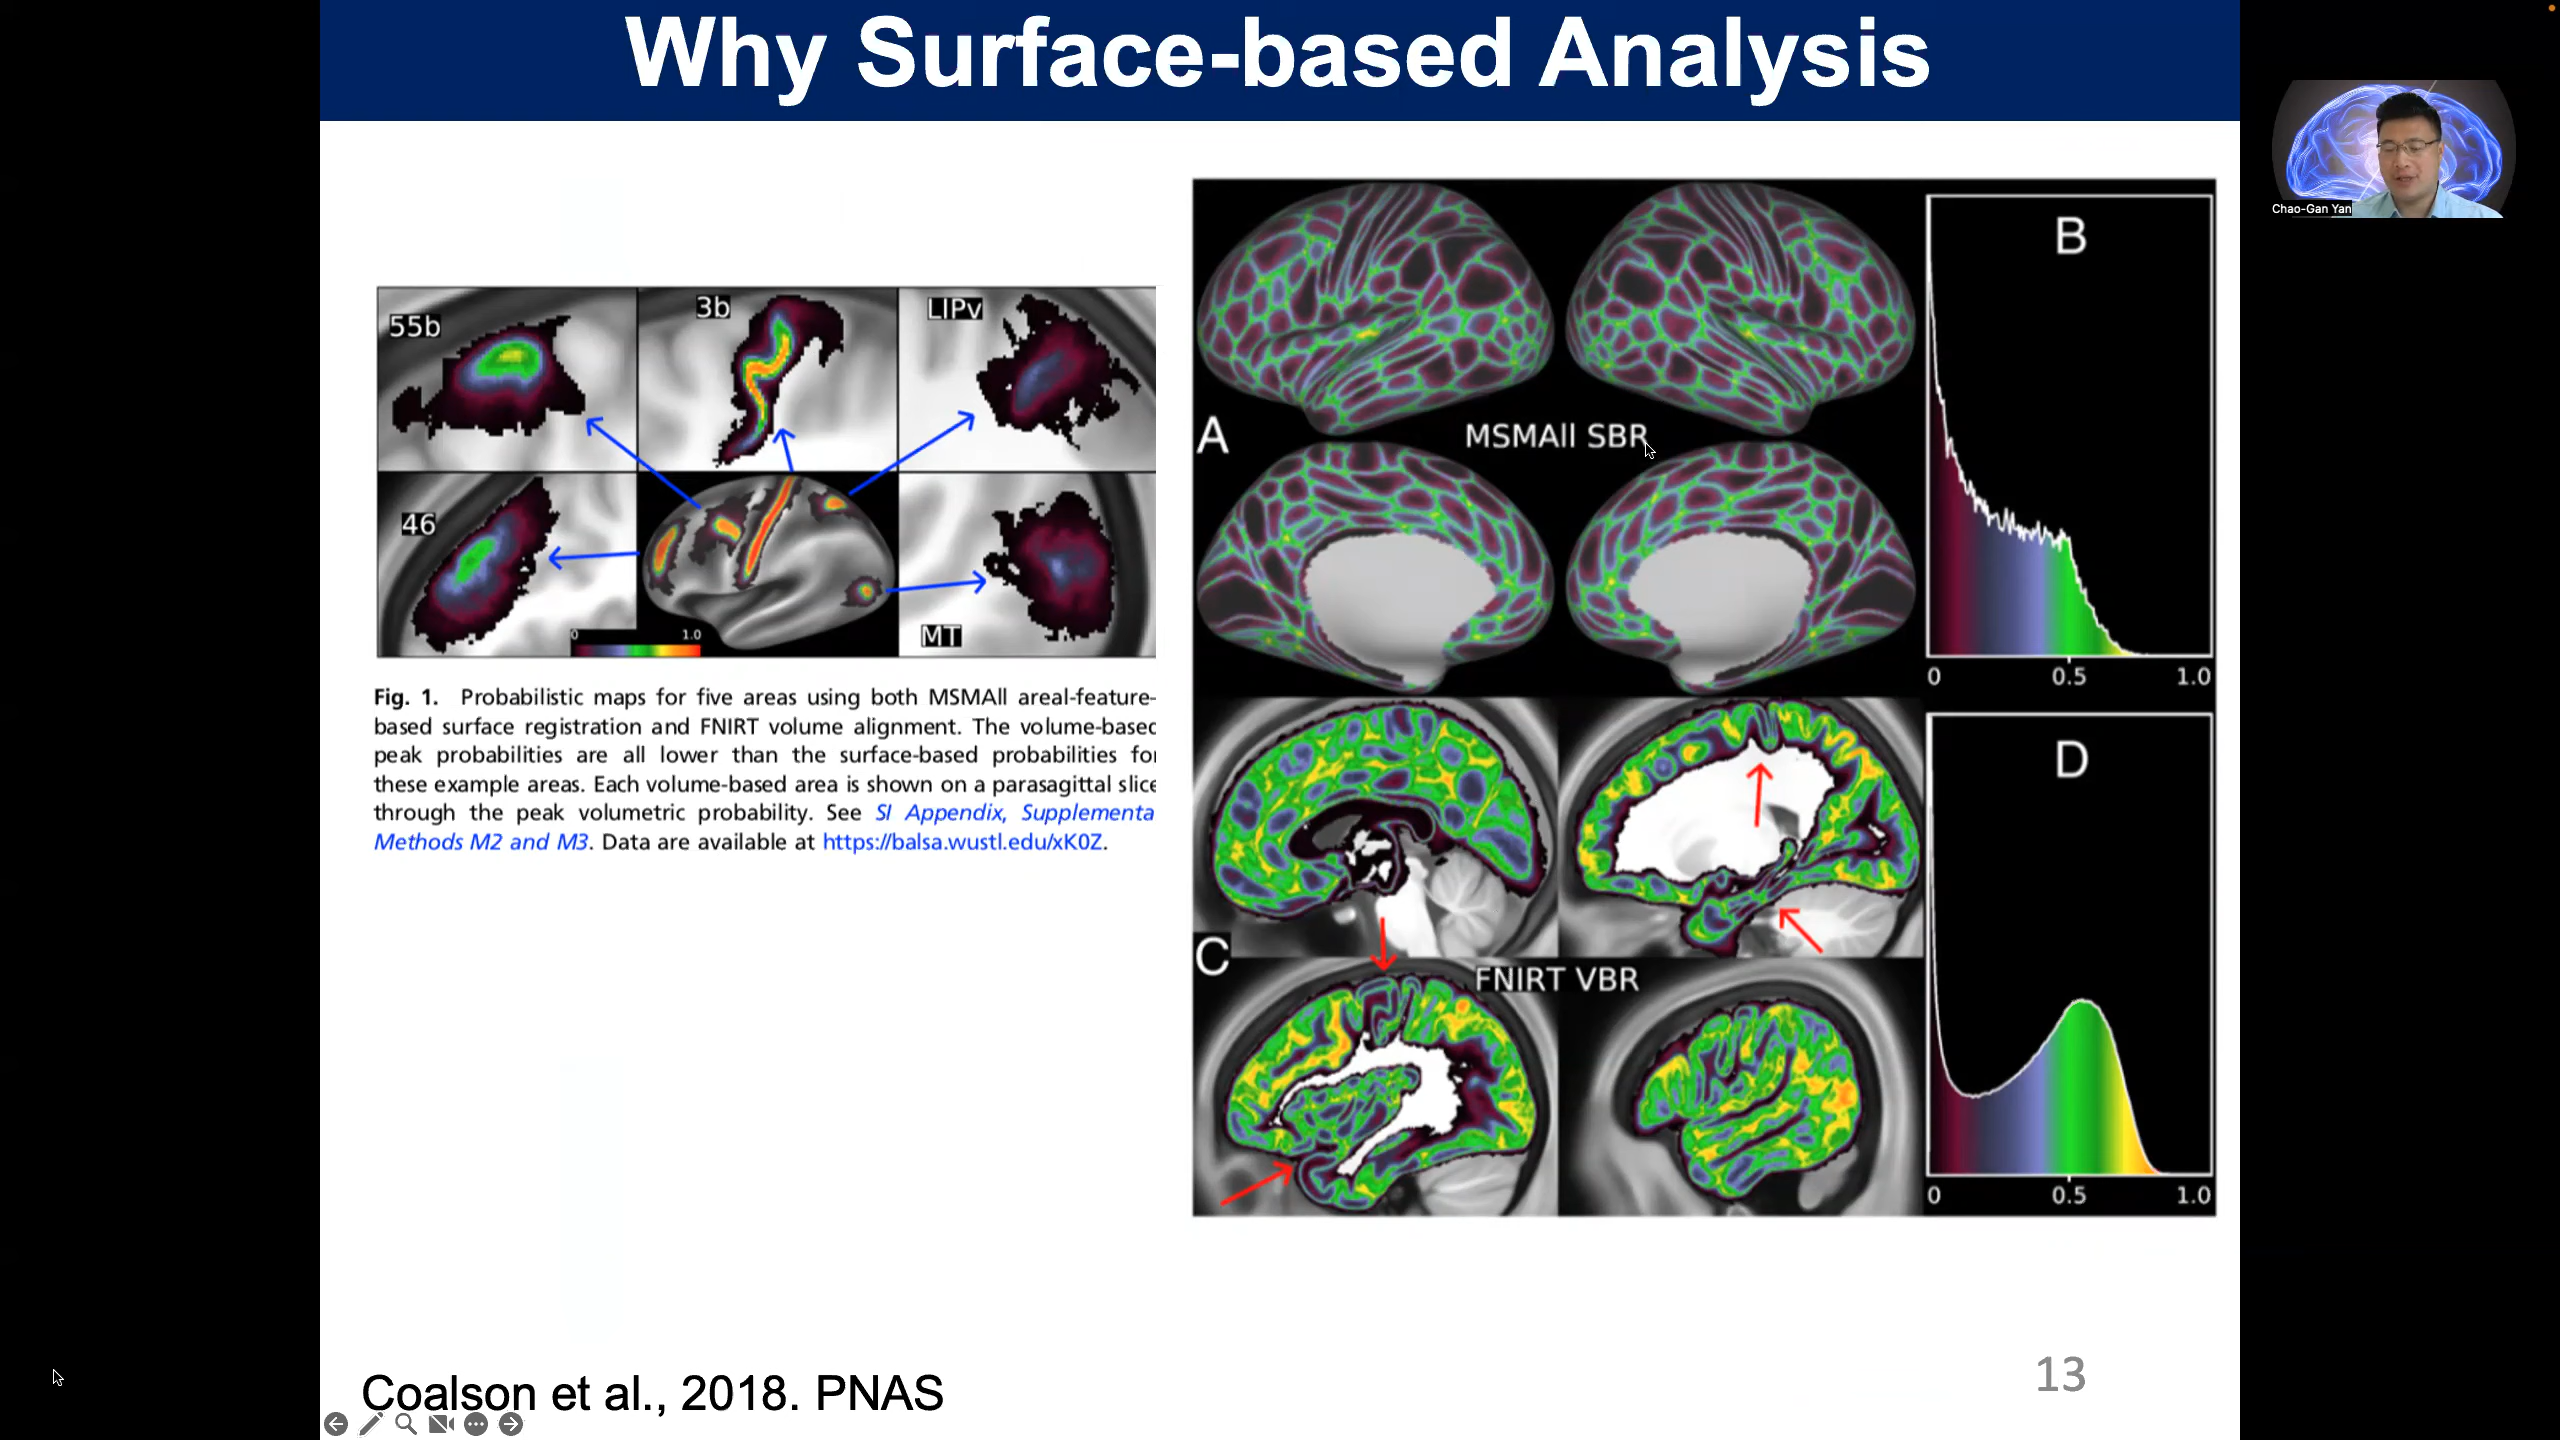 Why Surface-based Analysis
Chao-Gan Yan
55b
3b
LIPv
46
MT
0
1.0
Fig. 1. Probabilistic maps for five areas using both MSMAll areal-feature-
based surface registration and FNIRT volume alignment. The volume-based
peak probabilities are all lower than the surface-based probabilities for
these example areas. Each volume-based area is shown on a parasagittal slice
through the peak volumetric probability. See SI Appendix, Supplementa
Methods M2 and M3. Data are available at https://balsa.wustl.edu/xK0Z.
A
MSMAll SBR
B
0
0.5
1.0
C
FNIRT VBR
D
0
0.5
1.0
Coalson et al., 2018. PNAS
13